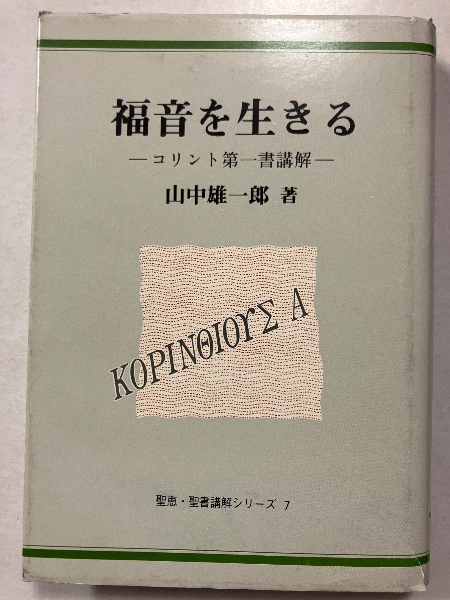 福音を生きる
―コリント第一書講解―
山中雄一郎 著
ΚΟΡΙΝΘΙΟΥΣ Α
聖恵・聖書講解シリーズ 7